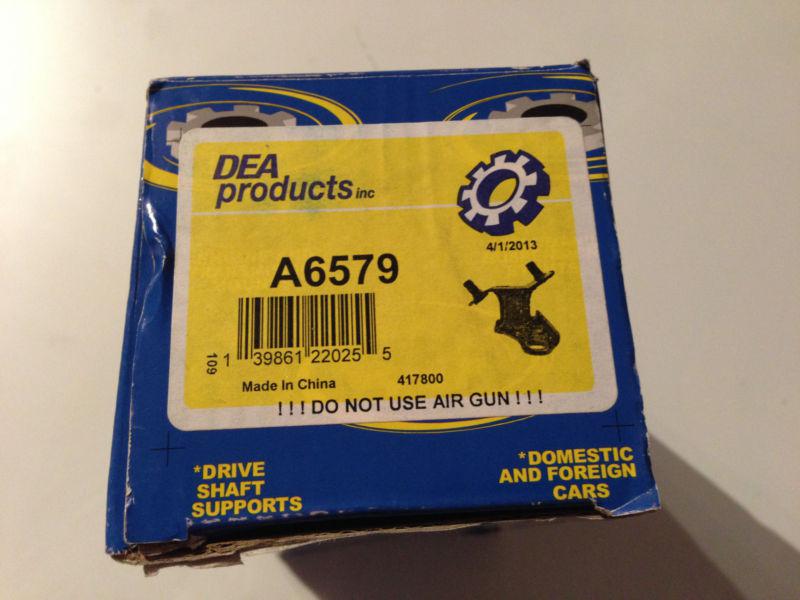 DEA
products inc
4/1/2013
A6579
109 1 39861 22025 5
Made In China 417800
! ! ! DO NOT USE AIR GUN ! ! !
*DRIVE
SHAFT
SUPPORTS
*DOMESTIC
AND FOREIGN
CARS